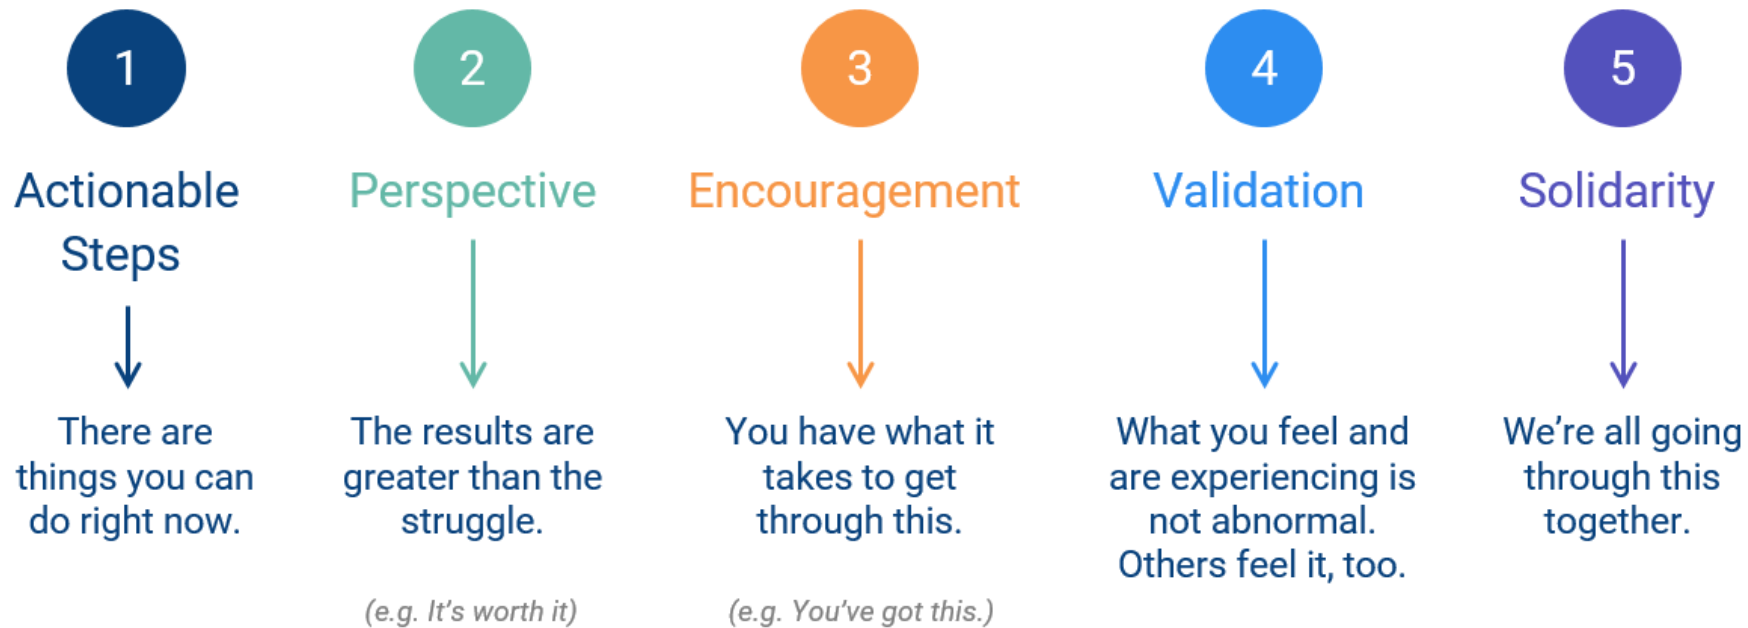 1
Actionable
Steps
There are
things you can
do right now.
2
Perspective
The results are
greater than the
struggle.
(e.g. It's worth it)
3
Encouragement
You have what it
takes to get
through this.
(e.g. You've got this.)
4
Validation
What you feel and
are experiencing is
not abnormal.
Others feel it, too.
5
Solidarity
We're all going
through this
together.